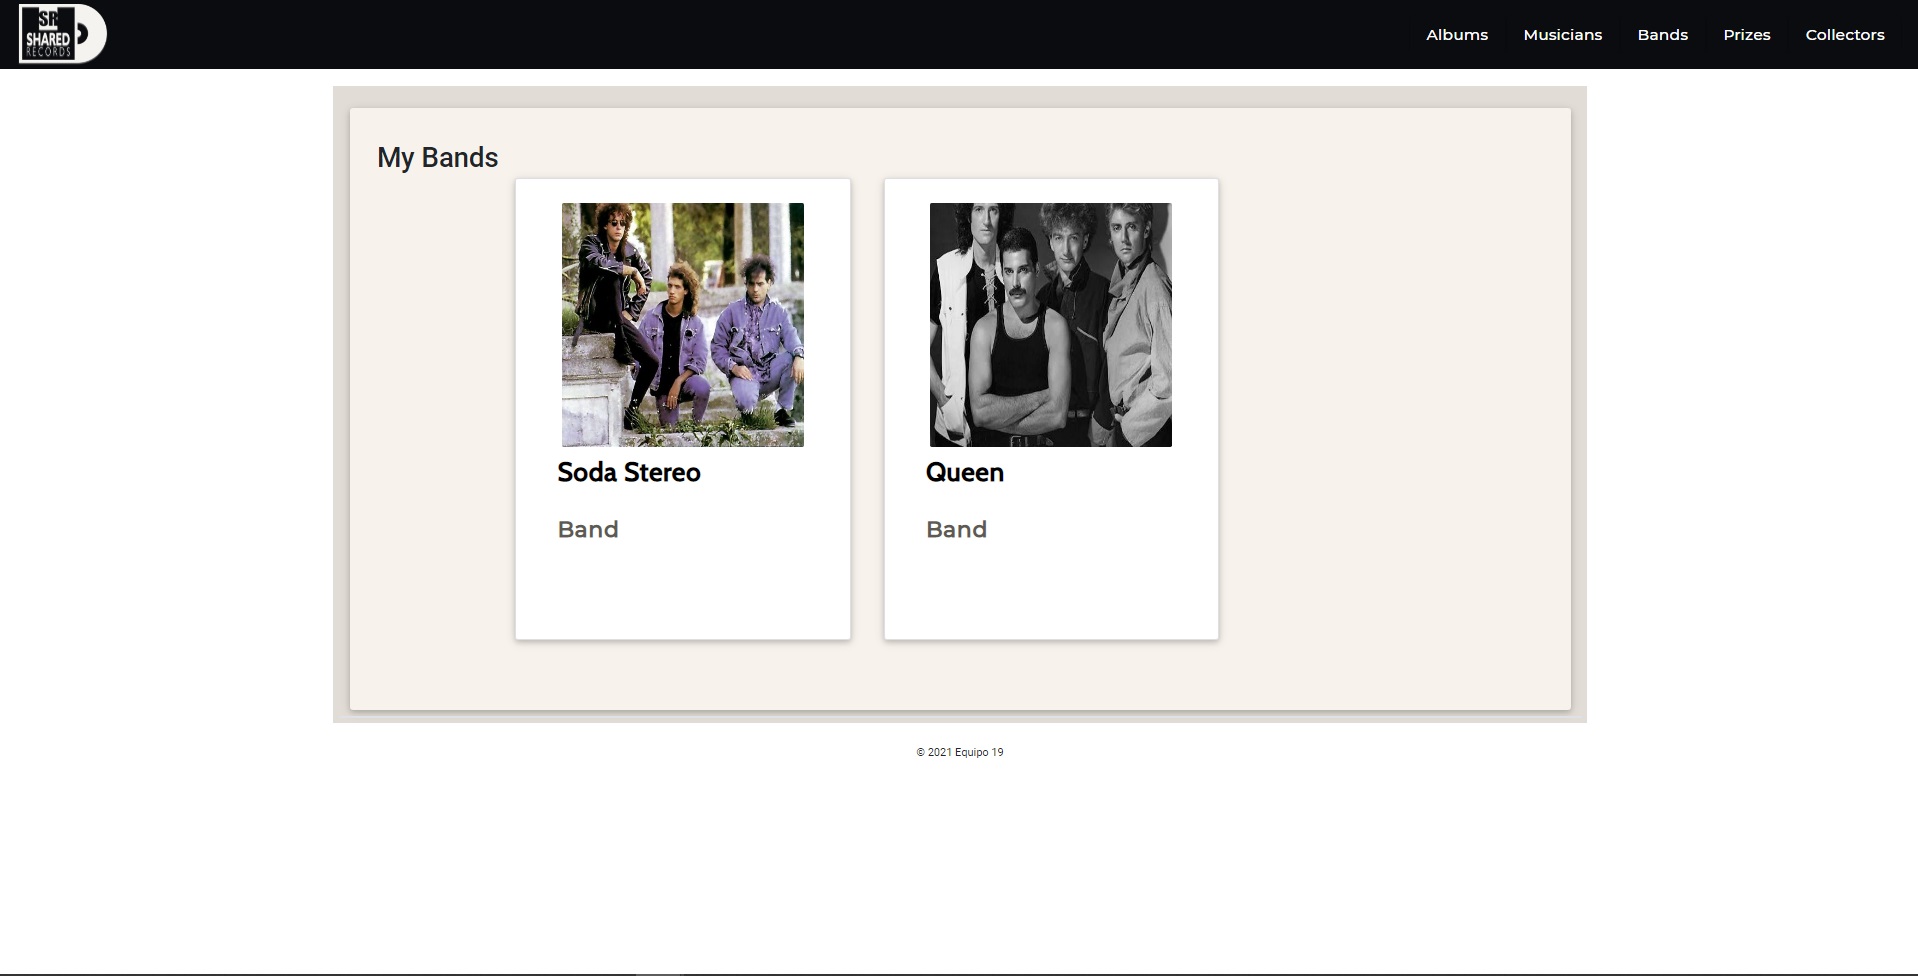 SR
SHARED
RECORDS
Albums Musicians Bands Prizes Collectors
My Bands
Soda Stereo
Queen
Band
Band
© 2021 Equipo 19